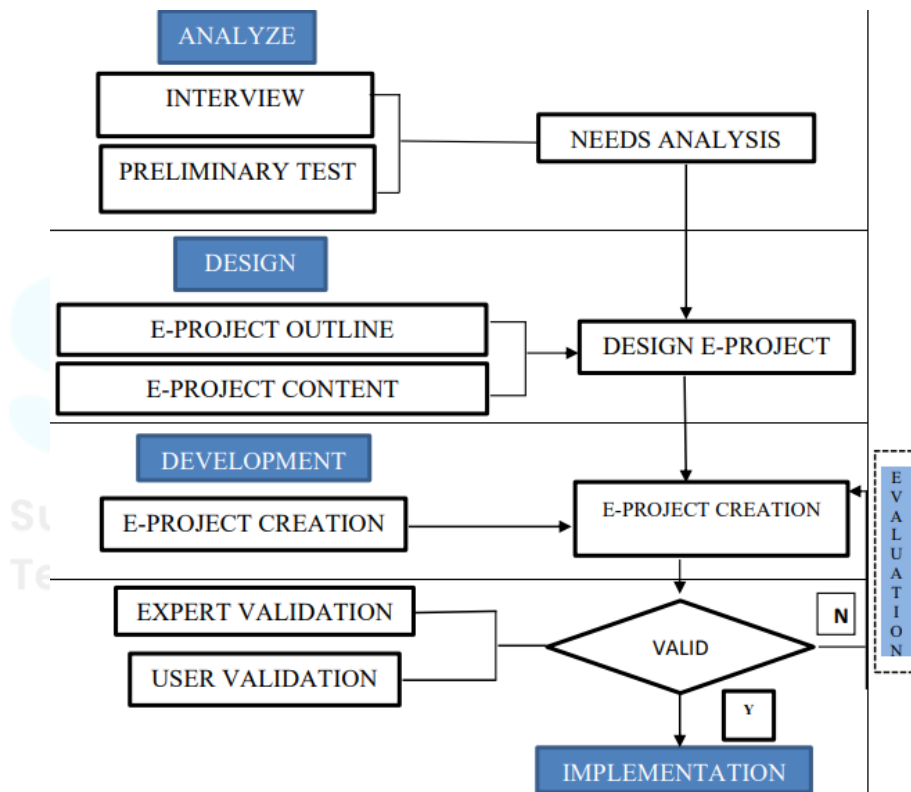 ANALYZE
INTERVIEW
PRELIMINARY TEST
NEEDS ANALYSIS
DESIGN
E-PROJECT OUTLINE
E-PROJECT CONTENT
DESIGN E-PROJECT
DEVELOPMENT
E-PROJECT CREATION
E-PROJECT CREATION
EVALUATION
EXPERT VALIDATION
USER VALIDATION
VALID
N
Y
IMPLEMENTATION